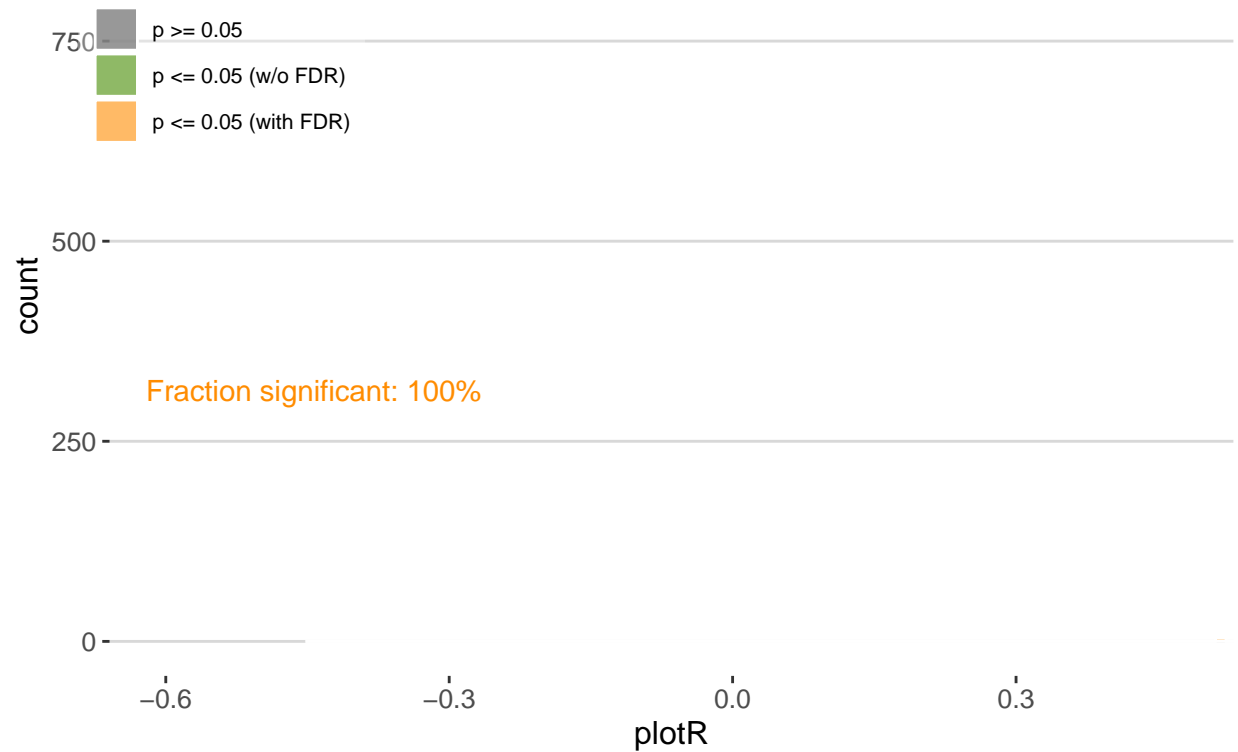 750
p >= 0.05
p <= 0.05 (w/o FDR)
p <= 0.05 (with FDR)
500
count
Fraction significant: 100%
250
0
−0.6 −0.3 0.0 0.3
plotR